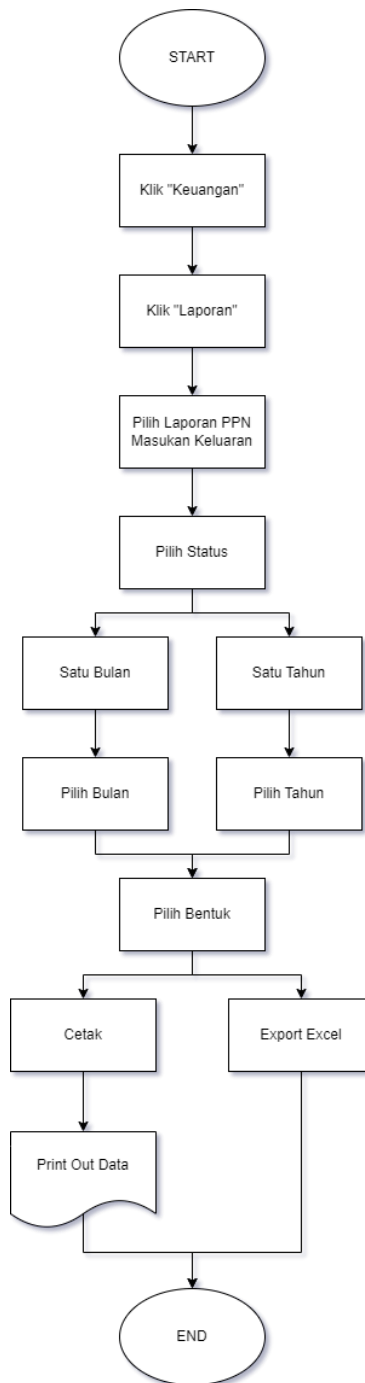 START
Klik "Keuangan"
Klik "Laporan"
Pilih Laporan PPN
Masukan Keluaran
Pilih Status
Satu Bulan
Satu Tahun
Pilih Bulan
Pilih Tahun
Pilih Bentuk
Cetak
Export Excel
Print Out Data
END